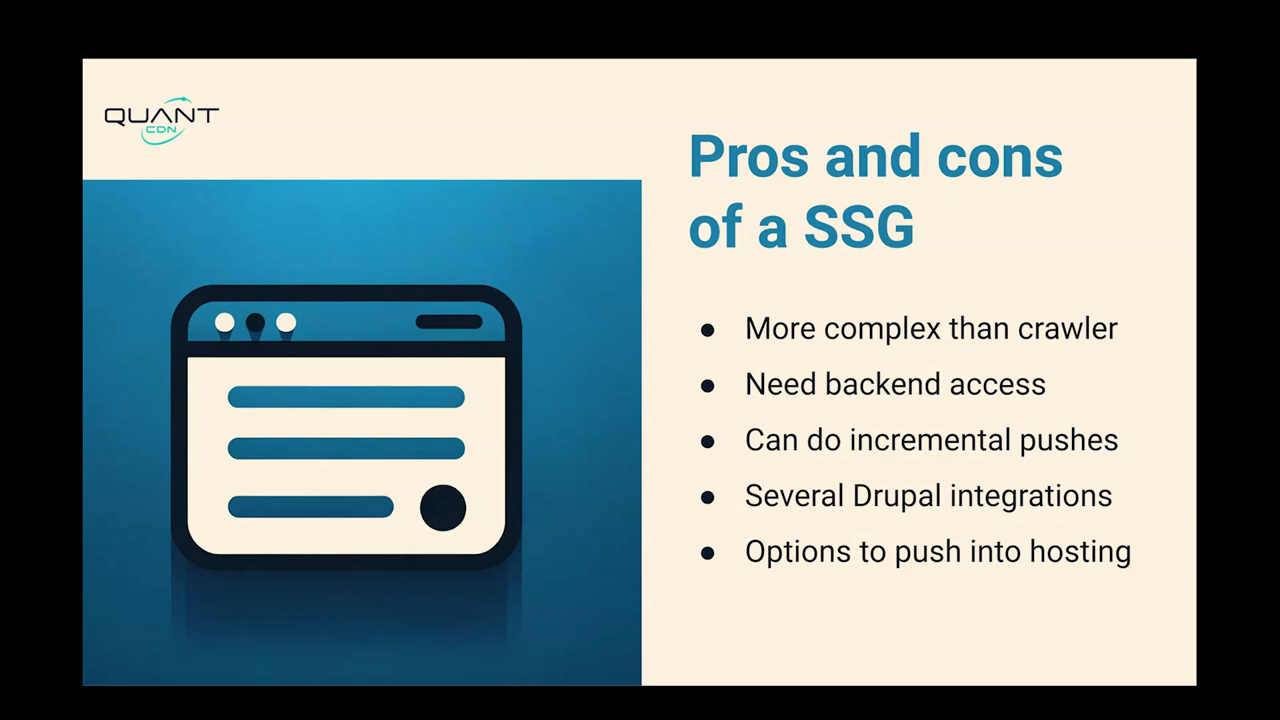 QUANT
CDN
Pros and cons
of a SSG
● More complex than crawler
● Need backend access
● Can do incremental pushes
● Several Drupal integrations
● Options to push into hosting